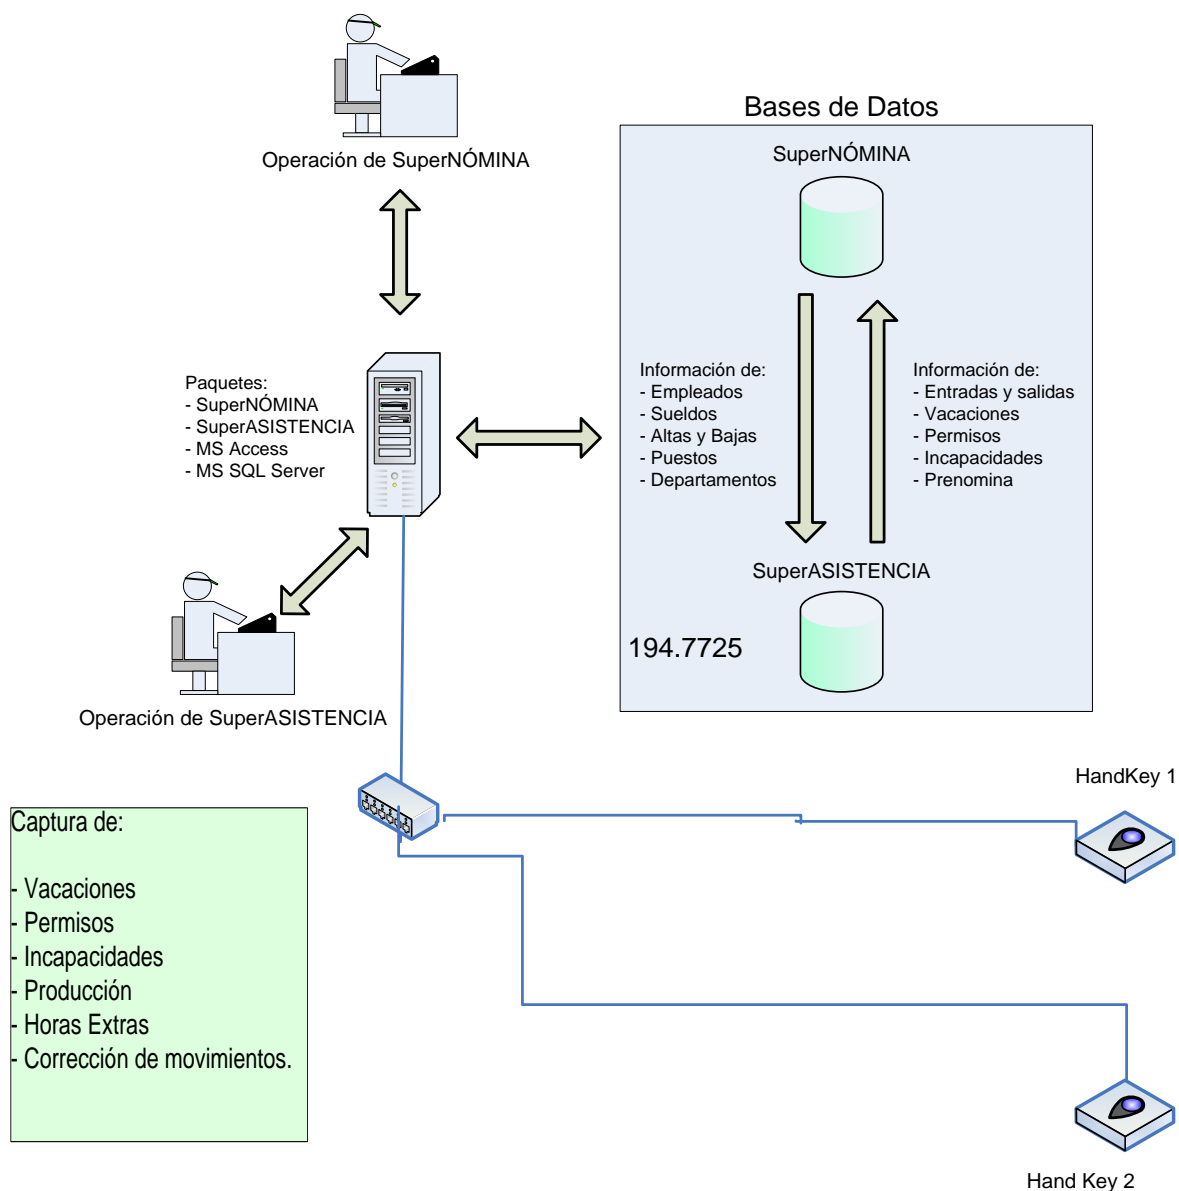 Operación de SuperNÓMINA
Bases de Datos
SuperNÓMINA
Paquetes:
- SuperNÓMINA
- SuperASISTENCIA
- MS Access
- MS SQL Server
Información de:
- Empleados
- Sueldos
- Altas y Bajas
- Puestos
- Departamentos
Información de:
- Entradas y salidas
- Vacaciones
- Permisos
- Incapacidades
- Prenomina
SuperASISTENCIA
194.7725
Operación de SuperASISTENCIA
HandKey 1
Captura de:
- Vacaciones
- Permisos
- Incapacidades
- Producción
- Horas Extras
- Corrección de movimientos.
Hand Key 2